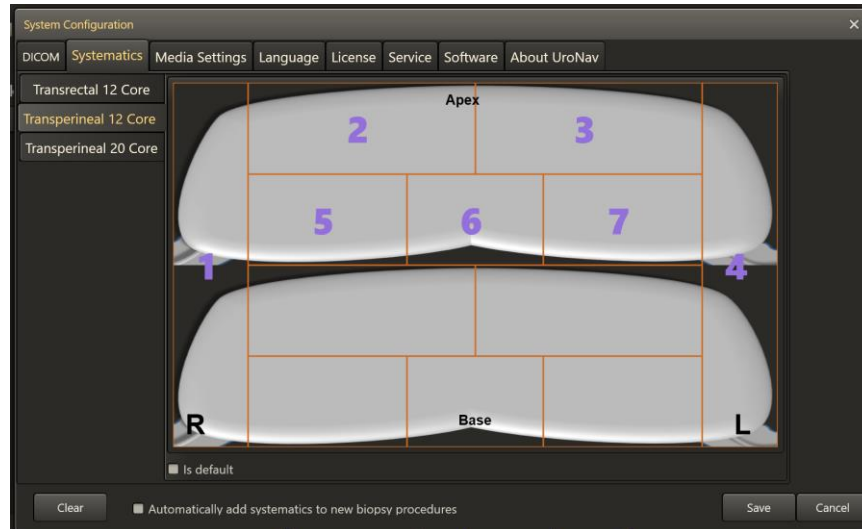 System Configuration
DICOM Systematics Media Settings Language License Service Software About UroNav
Transrectal 12 Core
Transperineal 12 Core
Transperineal 20 Core
Apex
2 3
5 6 7
1 4
R Base L
Is default
Clear Automatically add systematics to new biopsy procedures Save Cancel